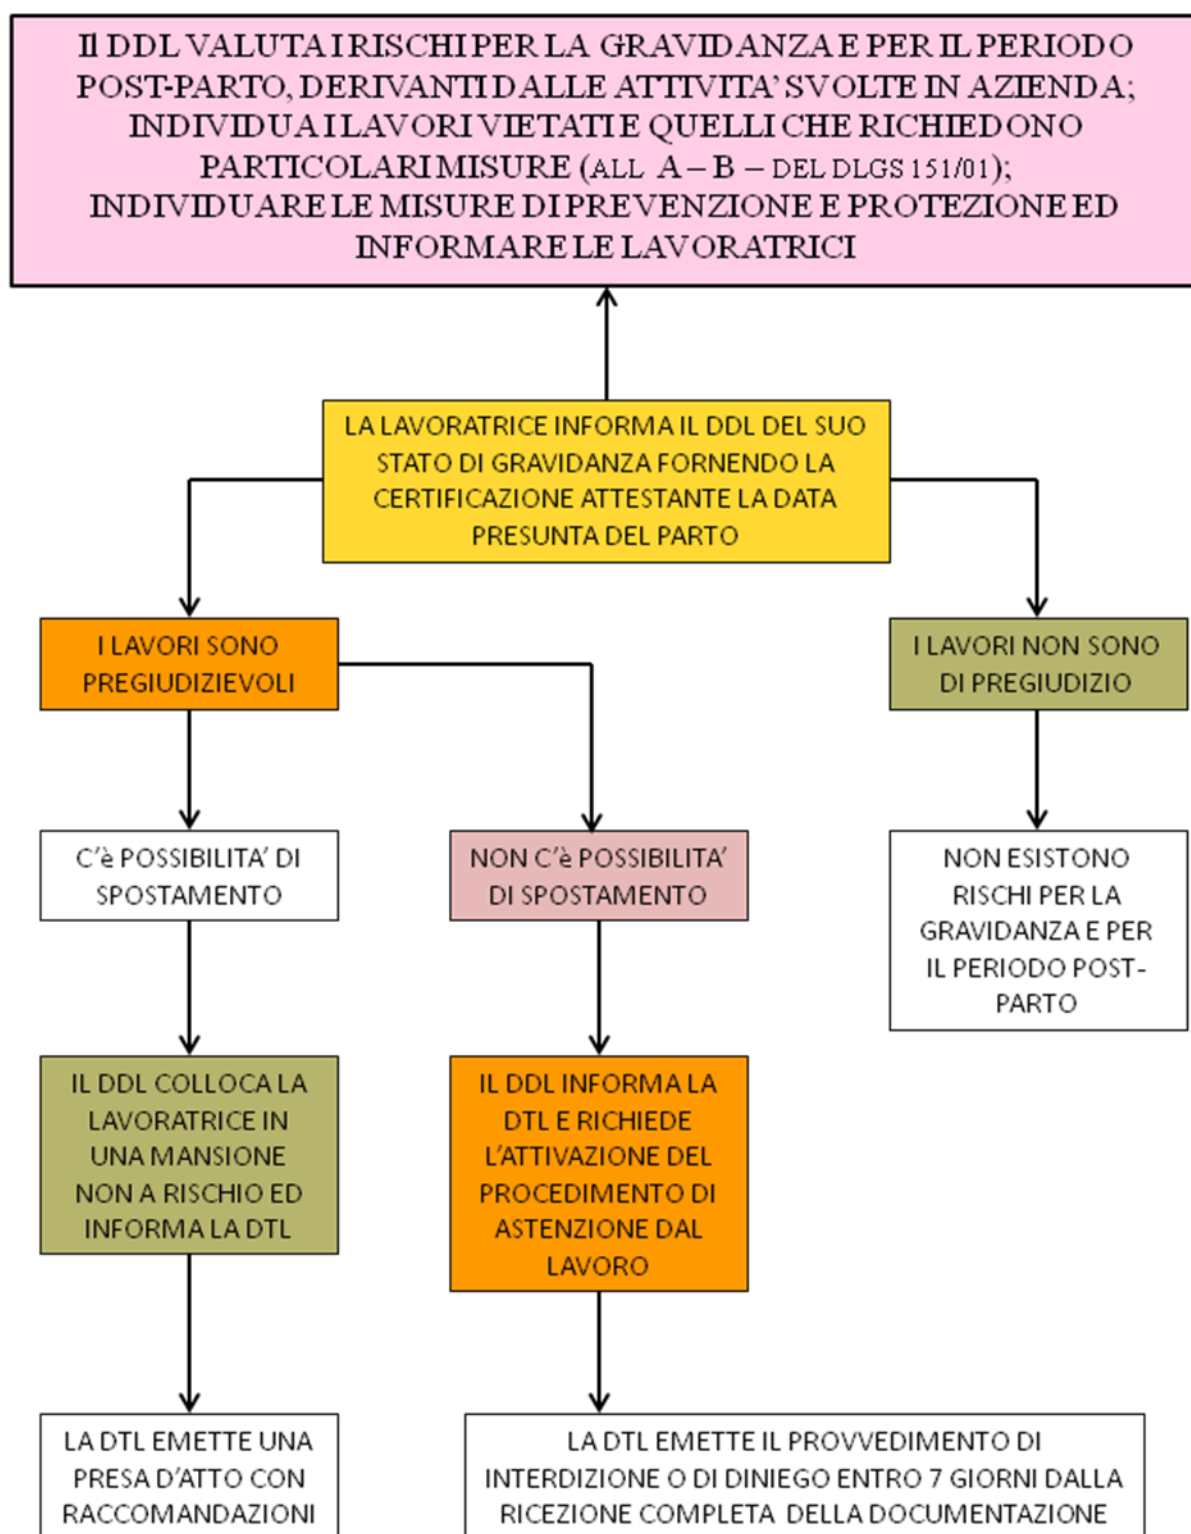 Il DDL VALUTA I RISCHI PER LA GRAVIDANZA E PER IL PERIODO
POST-PARTO, DERIVANTI DALLE ATTIVITA' SVOLTE IN AZIENDA;
INDIVIDUA I LAVORI VIETATI E QUELLI CHE RICHIEDONO
PARTICOLARI MISURE (ALL A – B – DEL DLGS 151/01);
INDIVIDUARE LE MISURE DI PREVENZIONE E PROTEZIONE ED
INFORMARE LE LAVORATRICI
LA LAVORATRICE INFORMA IL DDL DEL SUO
STATO DI GRAVIDANZA FORNENDO LA
CERTIFICAZIONE ATTESTANTE LA DATA
PRESUNTA DEL PARTO
I LAVORI SONO
PREGIUDIZIEVOLI
I LAVORI NON SONO
DI PREGIUDIZIO
C'è POSSIBILITA' DI
SPOSTAMENTO
NON C'è POSSIBILITA'
DI SPOSTAMENTO
NON ESISTONO
RISCHI PER LA
GRAVIDANZA E PER
IL PERIODO POST-
PARTO
IL DDL COLLOCA LA
LAVORATRICE IN
UNA MANSIONE
NON A RISCHIO ED
INFORMA LA DTL
IL DDL INFORMA LA
DTL E RICHIEDE
L'ATTIVAZIONE DEL
PROCEDIMENTO DI
ASTENZIONE DAL
LAVORO
LA DTL EMETTE UNA
PRESA D'ATTO CON
RACCOMANDAZIONI
LA DTL EMETTE IL PROVVEDIMENTO DI
INTERDIZIONE O DI DINIEGO ENTRO 7 GIORNI DALLA
RICEZIONE COMPLETA DELLA DOCUMENTAZIONE